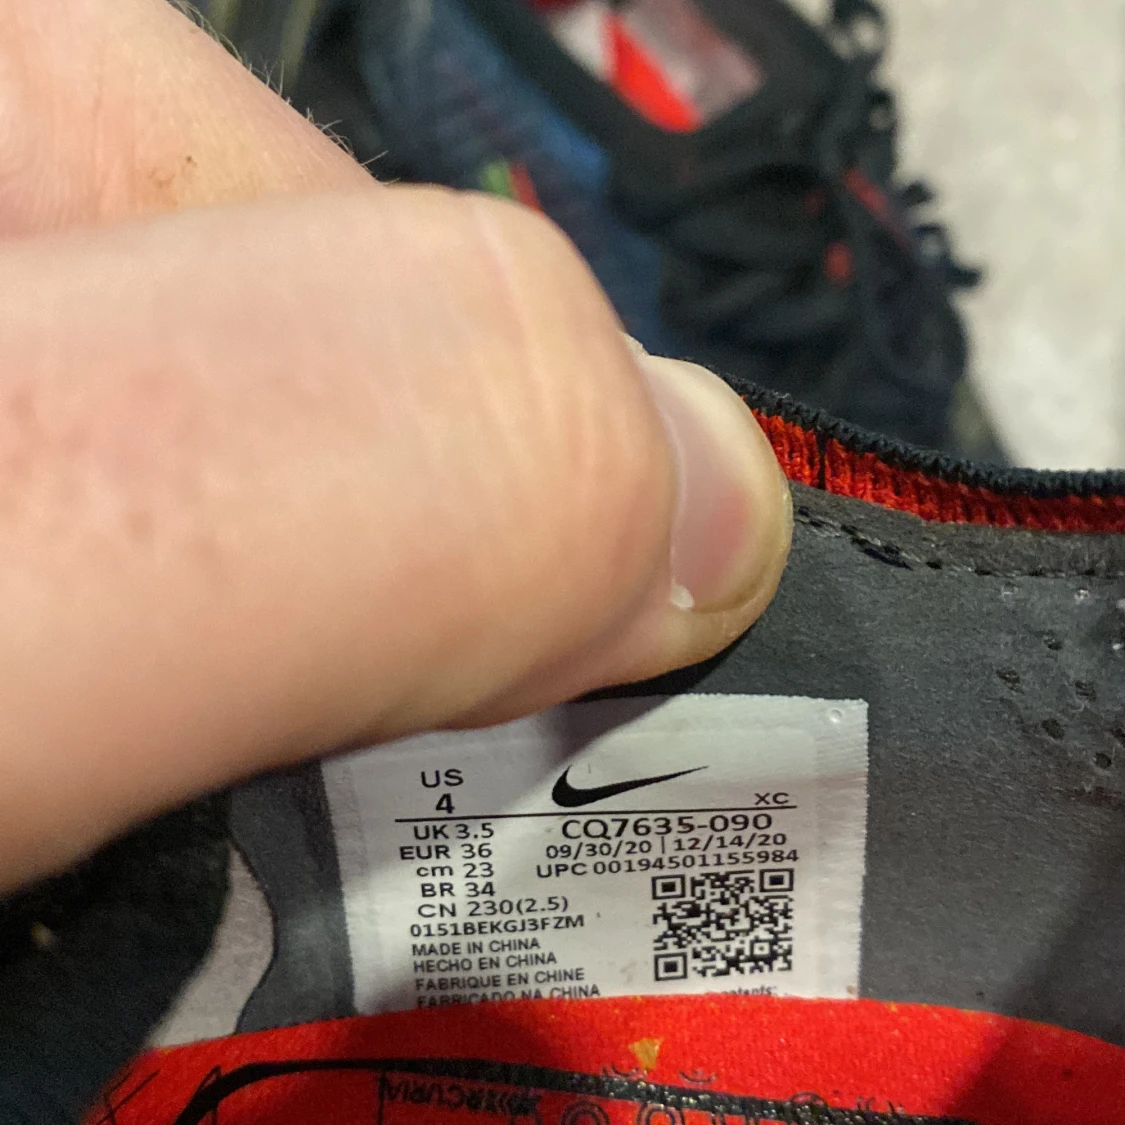 US
4
XC
UK 3.5
CQ7635-090
EUR 36
09/30/20 | 12/14/20
cm 23
UPC 00194501155984
BR 34
CN 230(2.5)
0151BEKGJ3FZM
MADE IN CHINA
HECHO EN CHINA
FABRIQUE EN CHINE
FABRICADO NA CHINA
patents:
MERCURIAL